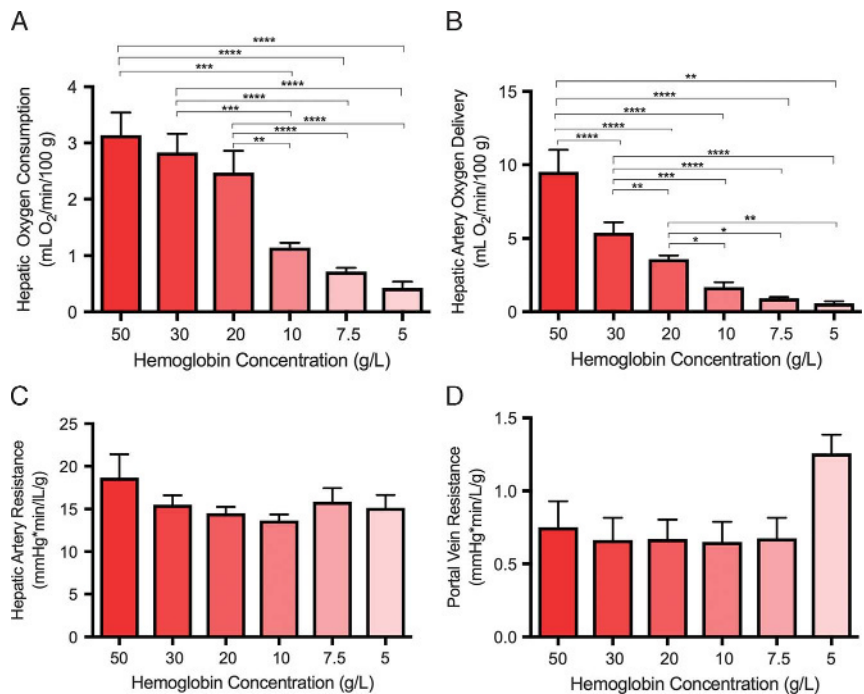 A
****
****
***
****
****
***
****
****
**
Hepatic Oxygen Consumption
(mL O₂/min/100 g)
4
3
2
1
0
50 30 20 10 7.5 5
Hemoglobin Concentration (g/L)
B
**
****
****
****
****
****
****
***
**
**
*
*
Hepatic Artery Oxygen Delivery
(mL O₂/min/100 g)
15
10
5
0
50 30 20 10 7.5 5
Hemoglobin Concentration (g/L)
C
Hepatic Artery Resistance
(mmHg*min/lL/g)
25
20
15
10
5
0
50 30 20 10 7.5 5
Hemoglobin Concentration (g/L)
D
Portal Vein Resistance
(mmHg*min/L/g)
1.5
1.0
0.5
0.0
50 30 20 10 7.5 5
Hemoglobin Concentration (g/L)